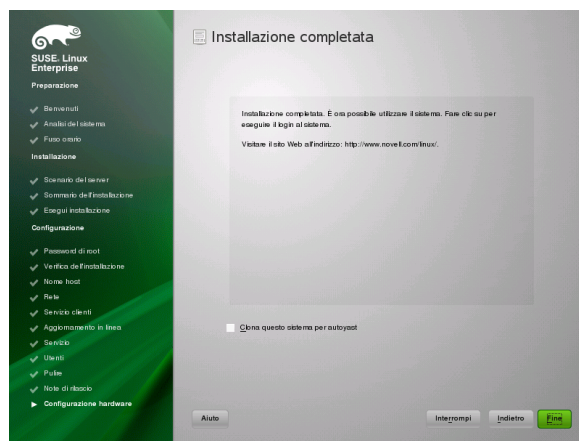 SUSE. Linux
Enterprise
Preparazione
Benvenuti
Analisi del sistema
Fuso orario
Installazione
Scenario del server
Sommario dell'installazione
Esegui installazione
Configurazione
Password di root
Verifica dell'installazione
Nome host
Rete
Servizio clienti
Aggiornamento in linea
Servizio
Utenti
Pulire
Note di rilascio
Configurazione hardware
Installazione completata
Installazione completata. È ora possibile utilizzare il sistema. Fare clic su per
eseguire il login al sistema.
Visitare il sito Web all'indirizzo: http://www.novell.com/linux/.
Clona questo sistema per autoyast
Aiuto
Interrompi
Indietro
Fine